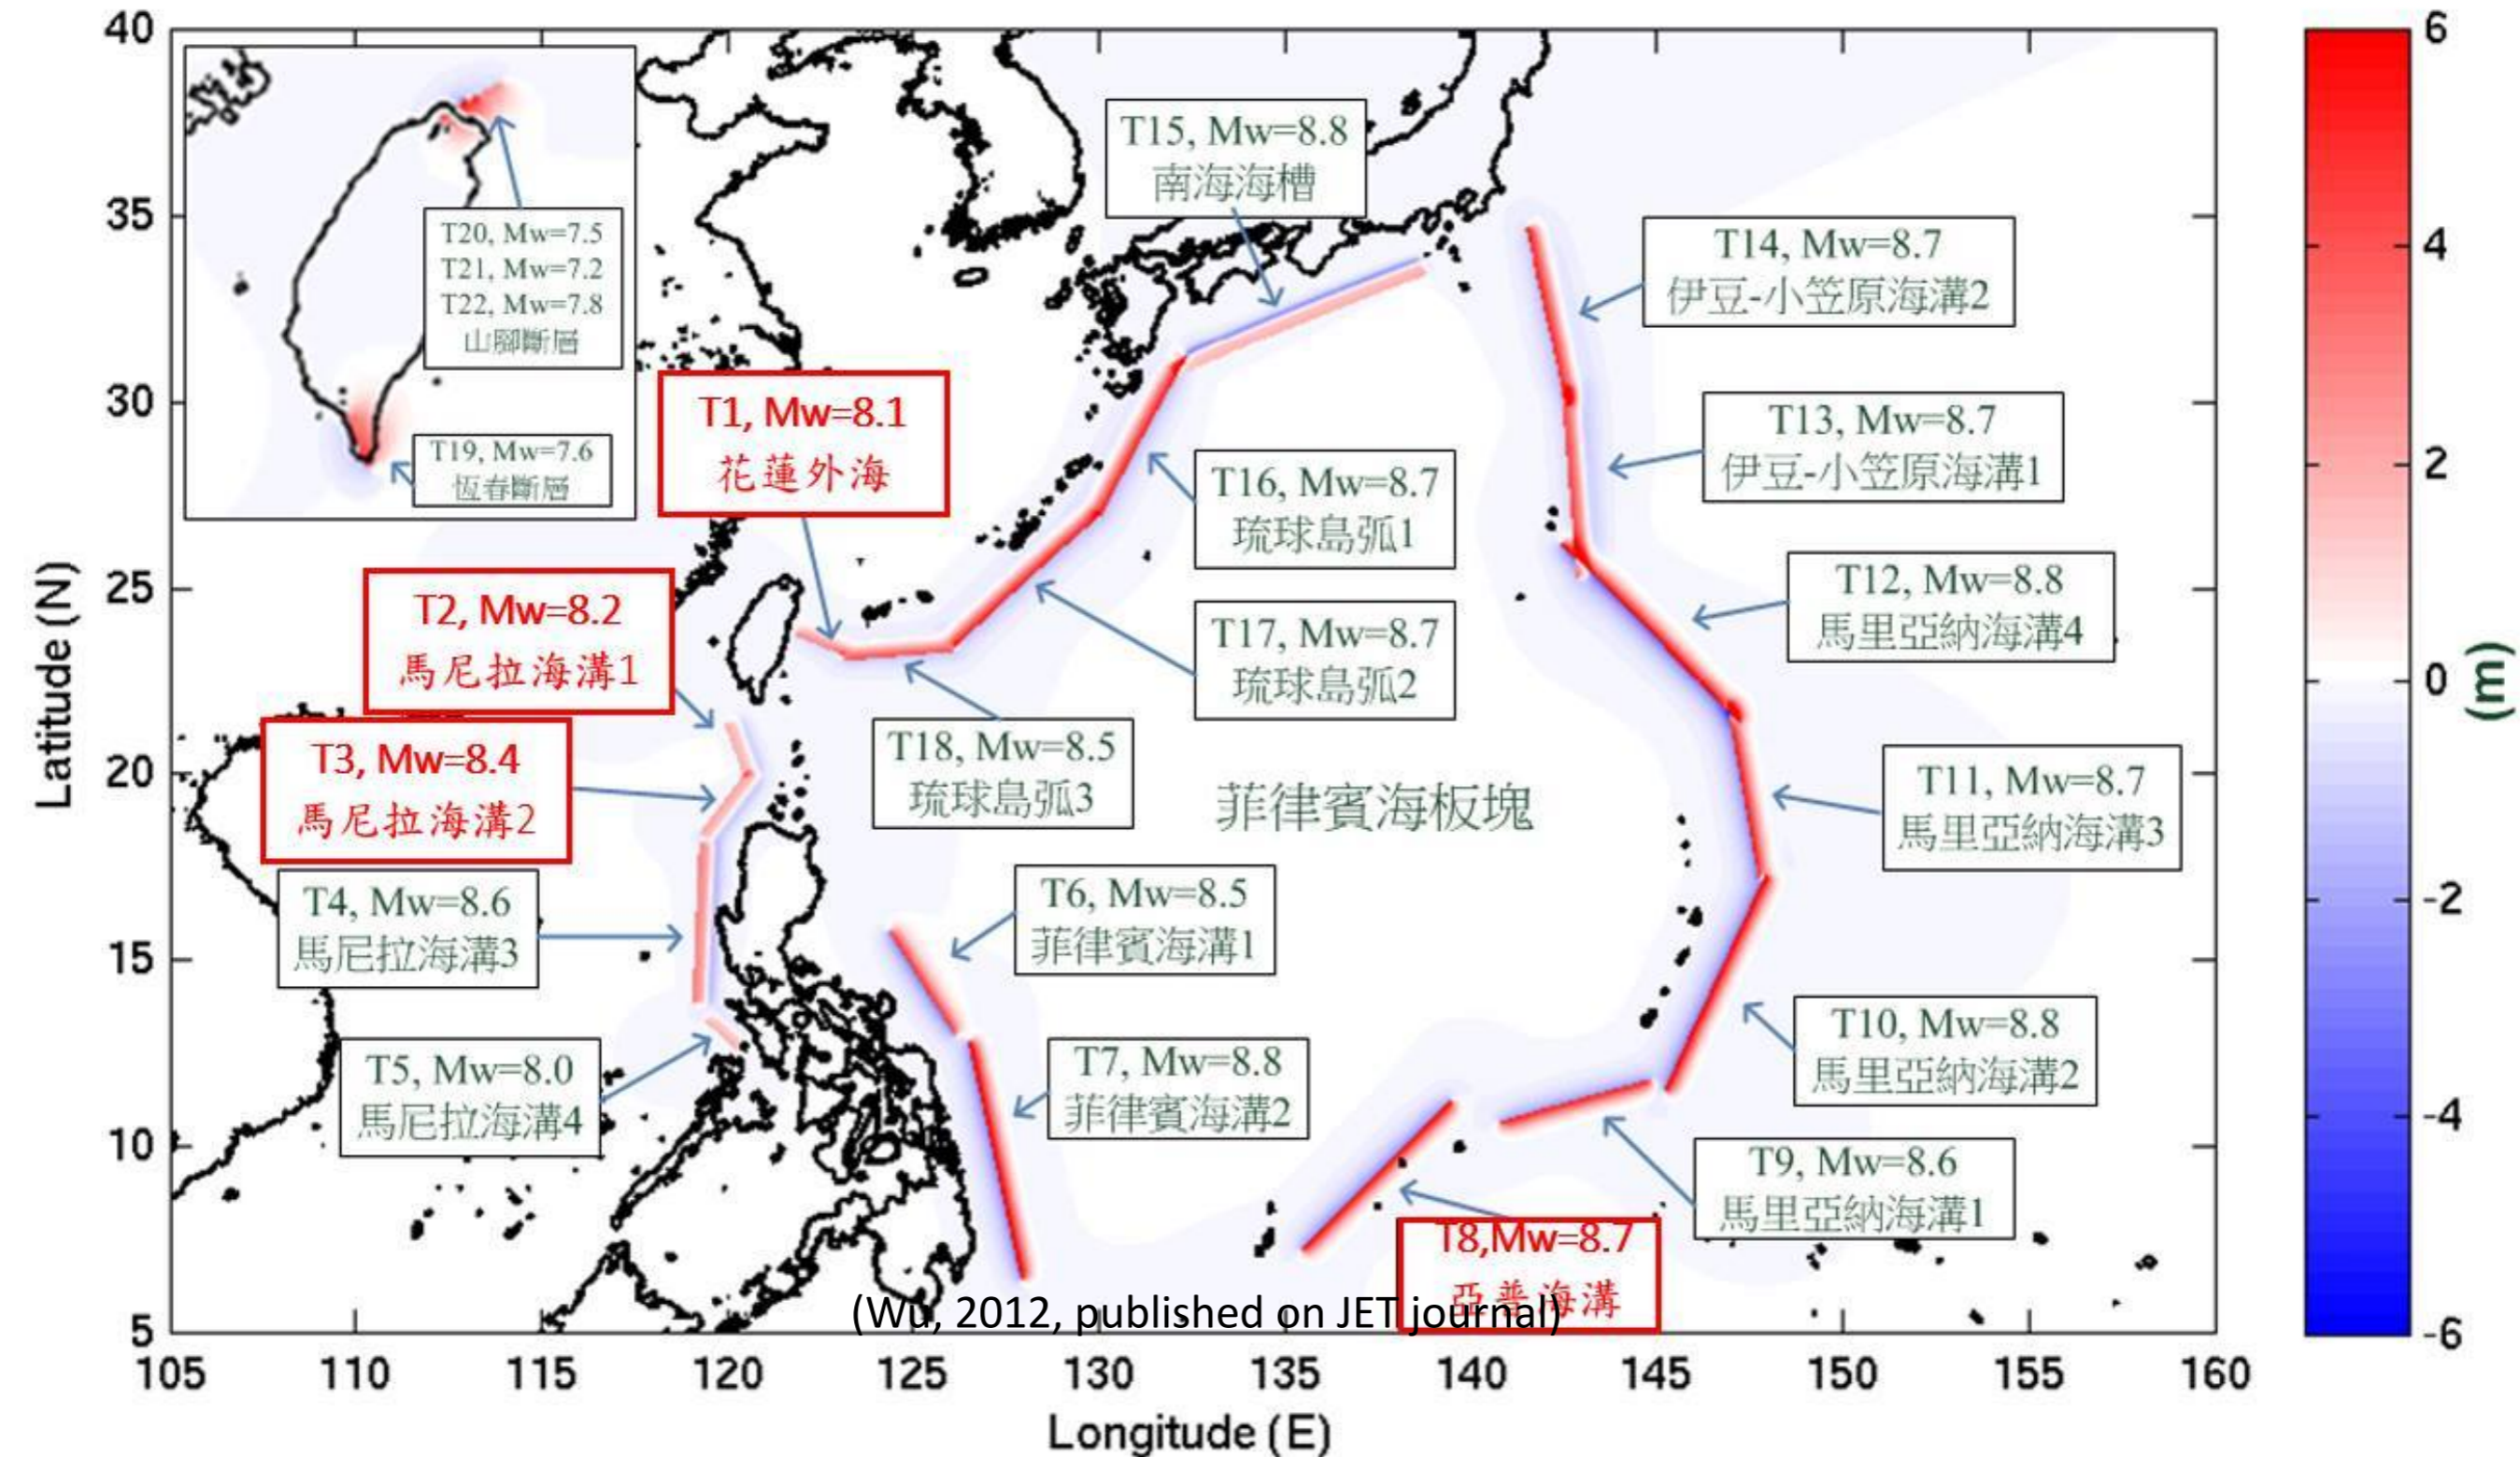 40
35
30
25
20
15
10
5
Latitude (N)
T20, Mw=7.5
T21, Mw=7.2
T22, Mw=7.8
山腳斷層
T19, Mw=7.6
恆春斷層
T15, Mw=8.8
南海海槽
T14, Mw=8.7
伊豆-小笠原海溝2
T1, Mw=8.1
花蓮外海
T13, Mw=8.7
伊豆-小笠原海溝1
T16, Mw=8.7
琉球島弧1
T2, Mw=8.2
馬尼拉海溝1
T12, Mw=8.8
馬里亞納海溝4
T17, Mw=8.7
琉球島弧2
T3, Mw=8.4
馬尼拉海溝2
T18, Mw=8.5
琉球島弧3
菲律賓海板塊
T11, Mw=8.7
馬里亞納海溝3
T4, Mw=8.6
馬尼拉海溝3
T6, Mw=8.5
菲律賓海溝1
T10, Mw=8.8
馬里亞納海溝2
T5, Mw=8.0
馬尼拉海溝4
T7, Mw=8.8
菲律賓海溝2
T9, Mw=8.6
馬里亞納海溝1
T8,Mw=8.7
亞普海溝
(Wu, 2012, published on JET journal)
105 110 115 120 125 130 135 140 145 150 155 160
Longitude (E)
6
4
2
0
-2
-4
-6
(m)